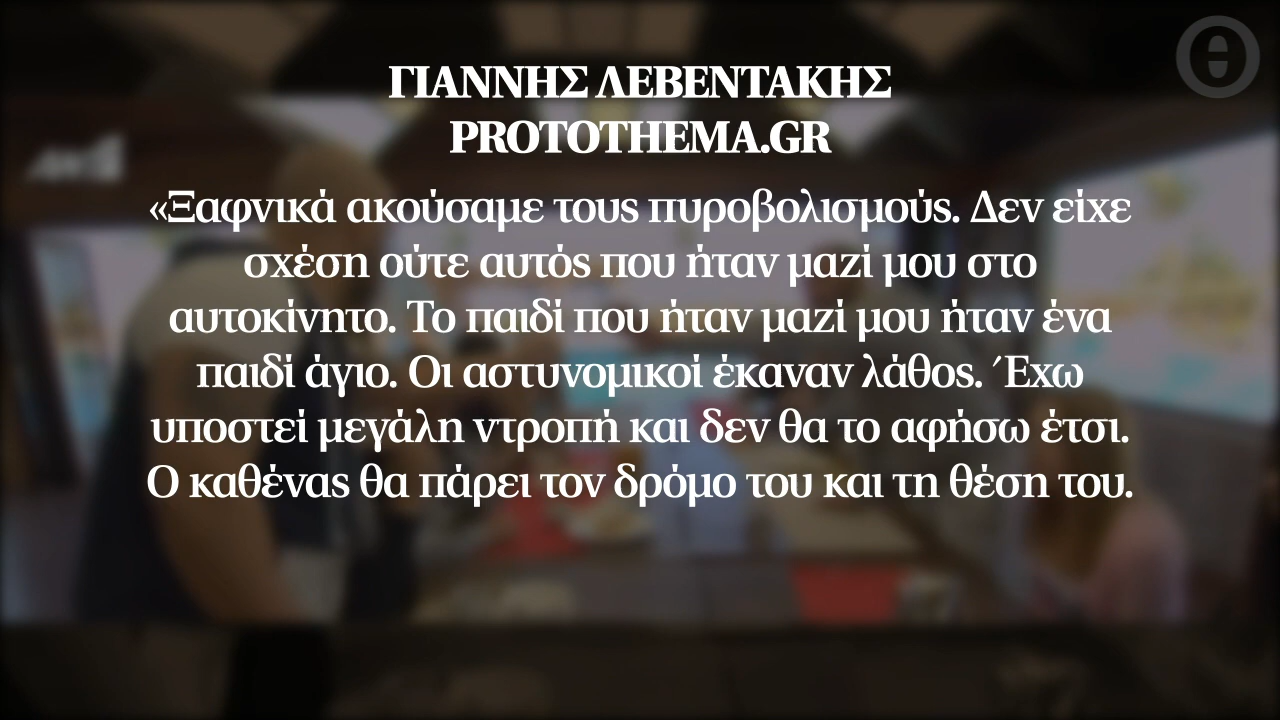 ΓΙΑΝΝΗΣ ΛΕΒΕΝΤΑΚΗΣ
PROTOTHEMA.GR
«Ξαφνικά ακούσαμε τους πυροβολισμούς. Δεν είχε
σχέση ούτε αυτός που ήταν μαζί μου στο
αυτοκίνητο. Το παιδί που ήταν μαζί μου ήταν ένα
παιδί άγιο. Οι αστυνομικοί έκαναν λάθος. ΄Εχω
υποστεί μεγάλη ντροπή και δεν θα το αφήσω έτσι.
Ο καθένας θα πάρει τον δρόμο του και τη θέση του.